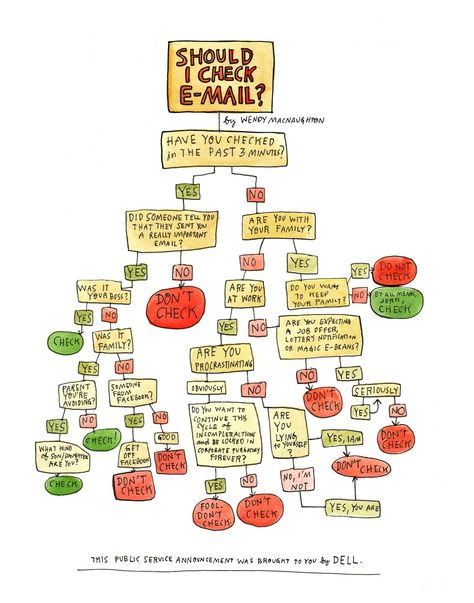 SHOULD
I CHECK
E-MAIL?
by WENDY MACNAUGHTON
HAVE YOU CHECKED
in THE PAST 3 MINUTES?
YES
NO
DID SOMEONE TELL YOU
THAT THEY SENT YOU
A REALLY IMPORTANT
EMAIL?
ARE YOU WITH
YOUR FAMILY?
YES
NO
NO
YES
WAS IT
YOUR BOSS?
DON'T
CHECK
ARE YOU
AT WORK
DO YOU WANT
TO KEEP
YOUR FAMILY?
YES
DO NOT
CHECK
NO
BY ALL MEANS,
CHECK
YES
NO
CHECK
WAS IT
FAMILY?
YES
NO
ARE YOU EXPECTING
A JOB OFFER,
LOTTERY NOTIFICATION
OR MAGIC E-BEANS?
YES
NO
ARE YOU
PROCRASTINATING
NO
YES
PARENT
YOU'RE
AVOIDING?
SOMEONE
FROM
FACEBOOK?
OBVIOUSLY
NO
DON'T
CHECK
SERIOUSLY
YES
NO
DON'T
CHECK
YES
NO
CHECK!
YES
NO
GOOD
DON'T
CHECK
DO YOU WANT TO
CONTINUE THIS
CYCLE of
INCOMPLETE ACTION
and BE LOCKED IN
CORPORATE PURGATORY
FOREVER?
ARE
YOU
LYING
TO
YOURSELF?
YES, I AM
DON'T CHECK
NO, I'M
NOT
YES, YOU ARE
WHAT KIND
OF SON/DAUGHTER
ARE YOU?
CHECK
GET
OFF
FACEBOOK
DON'T
CHECK
YES
NO
FOOL.
DON'T
CHECK
DON'T
CHECK
THIS PUBLIC SERVICE ANNOUNCEMENT WAS BROUGHT TO YOU by DELL.